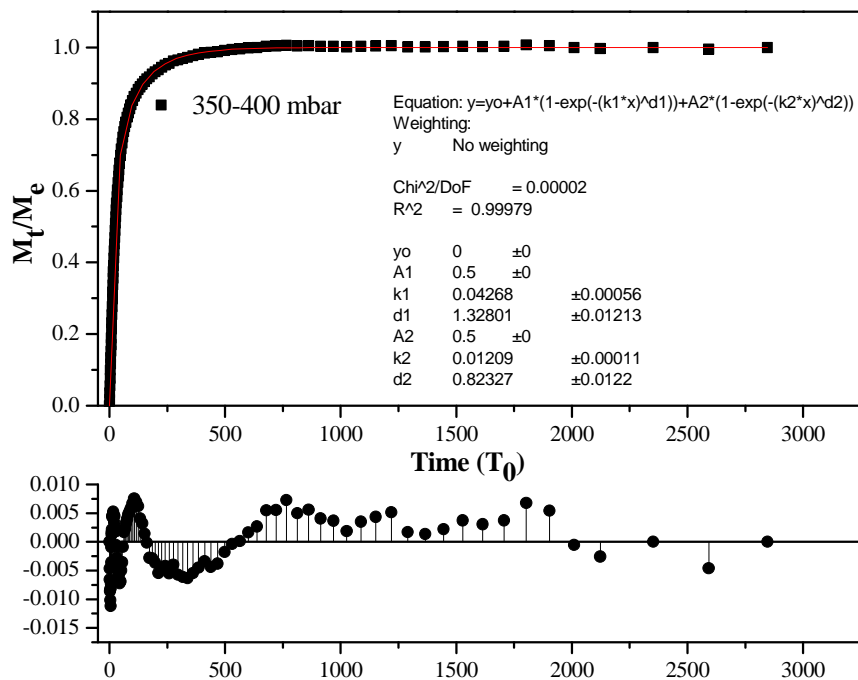 1.0
0.8
0.6
0.4
0.2
0.0
M_t/M_e
350-400 mbar
Equation: y=yo+A1*(1-exp(-(k1*x)^d1))+A2*(1-exp(-(k2*x)^d2))
Weighting:
y No weighting
Chi^2/DoF = 0.00002
R^2 = 0.99979
yo 0 ±0
A1 0.5 ±0
k1 0.04268 ±0.00056
d1 1.32801 ±0.01213
A2 0.5 ±0
k2 0.01209 ±0.00011
d2 0.82327 ±0.0122
0 500 1000 1500 2000 2500 3000
Time (T_0)
0.010
0.005
0.000
-0.005
-0.010
-0.015
0 500 1000 1500 2000 2500 3000